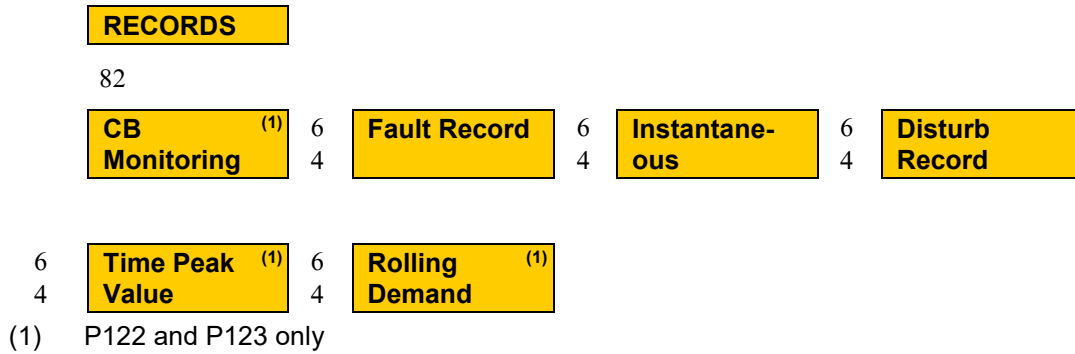 RECORDS
82
CB (1) 6 Fault Record 6 Instantane- 6 Disturb
Monitoring 4 4 ous 4 Record
6 Time Peak (1) 6 Rolling (1)
4 Value 4 Demand
(1) P122 and P123 only